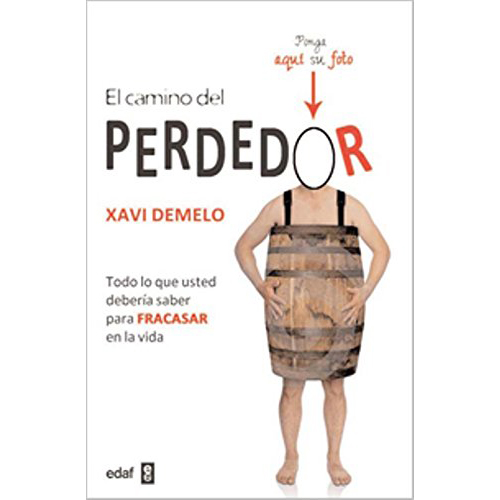 Ponga
aquí su foto
El camino del
PERDEDOR
XAVI DEMELO
Todo lo que usted
debería saber
para FRACASAR
en la vida
edaf